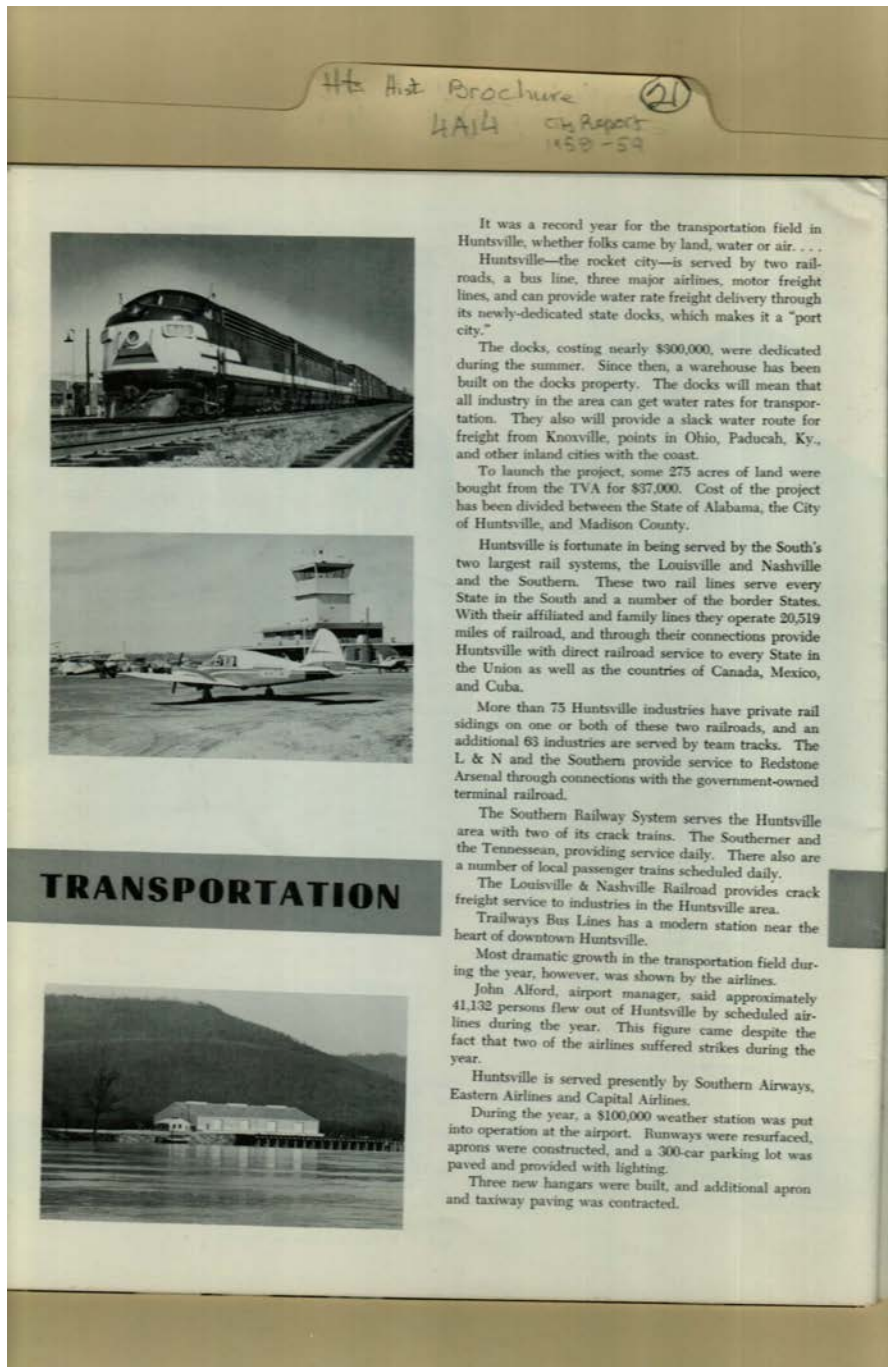 Hts Hist Brochure 21
4A14 City Report
1958-59
It was a record year for the transportation field in
Huntsville, whether folks came by land, water or air. . . .
Huntsville—the rocket city—is served by two rail-
roads, a bus line, three major airlines, motor freight
lines, and can provide water rate freight delivery through
its newly-dedicated state docks, which makes it a "port
city."
The docks, costing nearly $300,000, were dedicated
during the summer. Since then, a warehouse has been
built on the docks property. The docks will mean that
all industry in the area can get water rates for transpor-
tation. They also will provide a slack water route for
freight from Knoxville, points in Ohio, Paducah, Ky.,
and other inland cities with the coast.
To launch the project, some 275 acres of land were
bought from the TVA for $37,000. Cost of the project
has been divided between the State of Alabama, the City
of Huntsville, and Madison County.
Huntsville is fortunate in being served by the South's
two largest rail systems, the Louisville and Nashville
and the Southern. These two rail lines serve every
State in the South and a number of the border States.
With their affiliated and family lines they operate 20,519
miles of railroad, and through their connections provide
Huntsville with direct railroad service to every State in
the Union as well as the countries of Canada, Mexico,
and Cuba.
More than 75 Huntsville industries have private rail
sidings on one or both of these two railroads, and an
additional 63 industries are served by team tracks. The
L & N and the Southern provide service to Redstone
Arsenal through connections with the government-owned
terminal railroad.
The Southern Railway System serves the Huntsville
area with two of its crack trains. The Southerner and
the Tennessean, providing service daily. There also are
a number of local passenger trains scheduled daily.
The Louisville & Nashville Railroad provides crack
freight service to industries in the Huntsville area.
Trailways Bus Lines has a modern station near the
heart of downtown Huntsville.
Most dramatic growth in the transportation field dur-
ing the year, however, was shown by the airlines.
John Alford, airport manager, said approximately
41,132 persons flew out of Huntsville by scheduled air-
lines during the year. This figure came despite the
fact that two of the airlines suffered strikes during the
year.
Huntsville is served presently by Southern Airways,
Eastern Airlines and Capital Airlines.
During the year, a $100,000 weather station was put
into operation at the airport. Runways were resurfaced,
aprons were constructed, and a 300-car parking lot was
paved and provided with lighting.
Three new hangars were built, and additional apron
and taxiway paving was contracted.
TRANSPORTATION